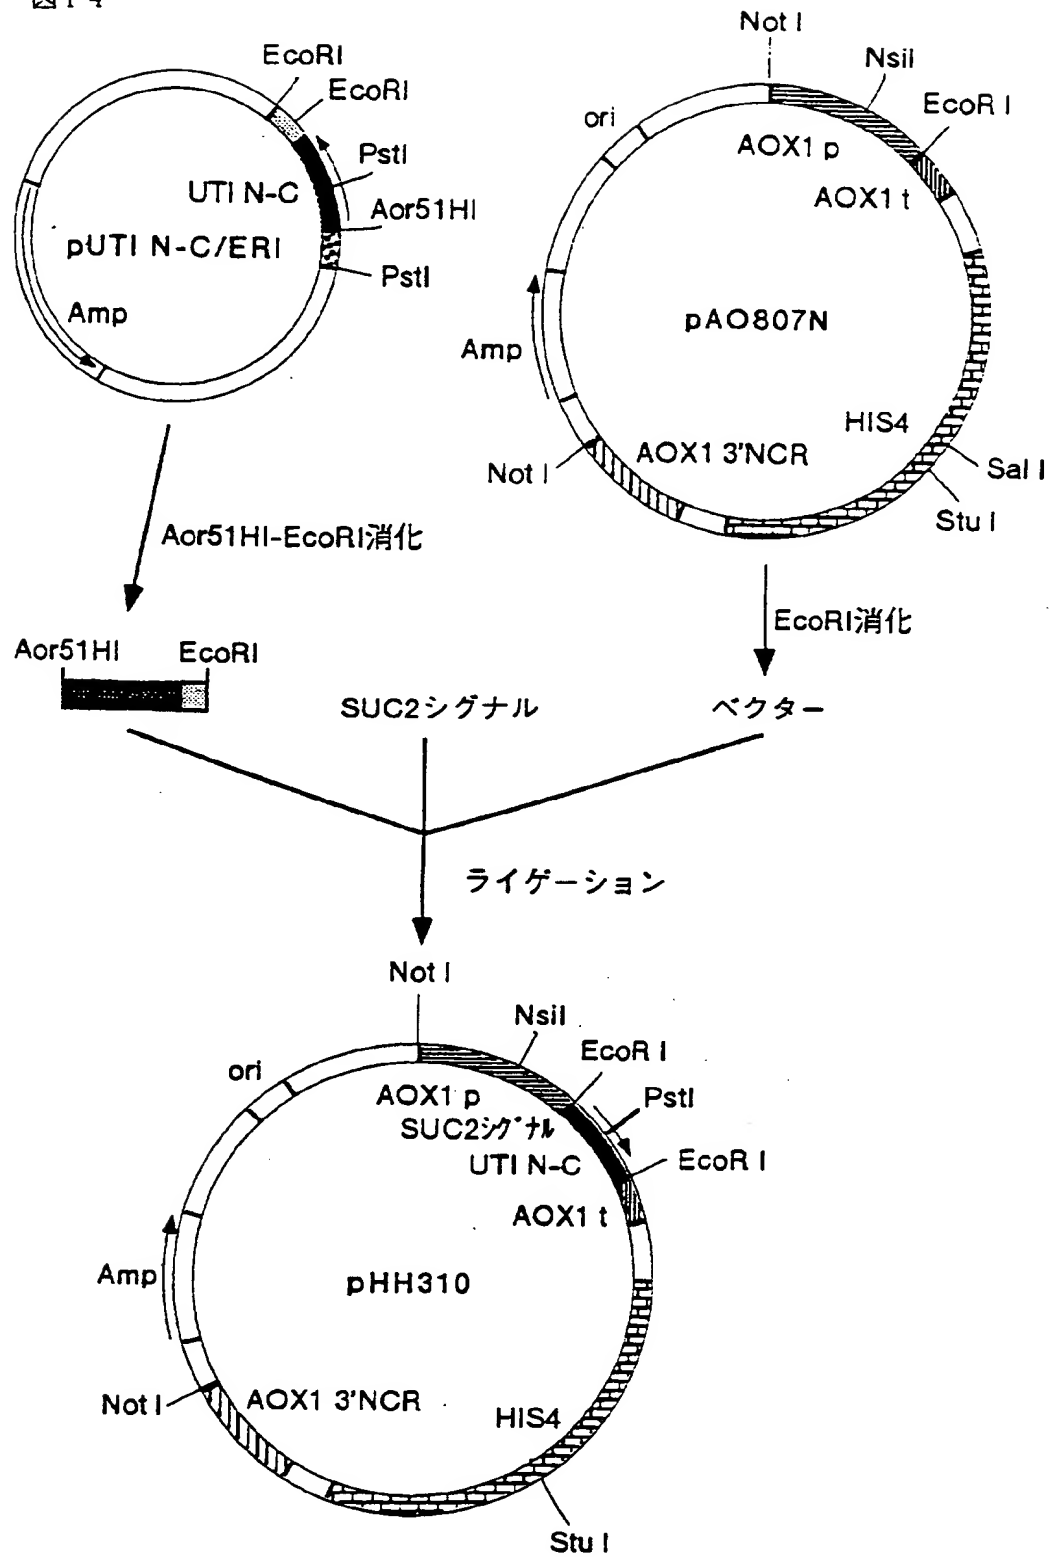 図14
EcoRI
EcoRI
PstI
UTI N-C
Aor51HI
pUTI N-C/ERI
PstI
Amp
Not I
NsiI
EcoR I
ori
AOX1 p
AOX1 t
pAO807N
Amp
HIS4
AOX1 3'NCR
Not I
Sal I
Stu I
Aor51HI-EcoRI消化
EcoRI消化
Aor51HI
EcoRI
SUC2シグナル
ベクター
ライゲーション
Not I
NsiI
EcoR I
ori
AOX1 p
PstI
SUC2シグナル
UTI N-C
EcoR I
AOX1 t
Amp
pHH310
Not I
AOX1 3'NCR
HIS4
Stu I